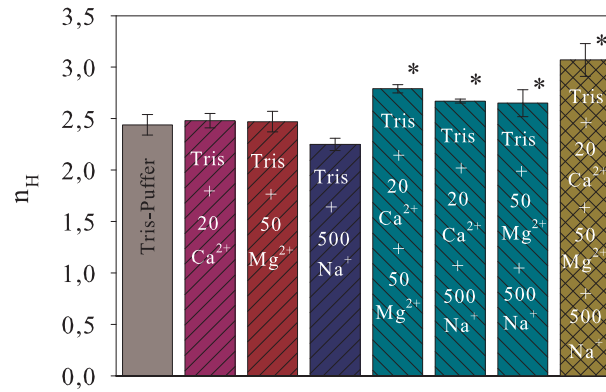 3,5
3,0
2,5
2,0
1,5
1,0
0,5
0,0
n_H
Tris-Puffer
Tris
+
20
Ca²⁺
Tris
+
50
Mg²⁺
Tris
+
500
Na⁺
*
Tris
+
20
Ca²⁺
+
50
Mg²⁺
*
Tris
+
20
Ca²⁺
+
500
Na⁺
*
Tris
+
50
Mg²⁺
+
500
Na⁺
*
Tris
+
20
Ca²⁺
+
50
Mg²⁺
+
500
Na⁺